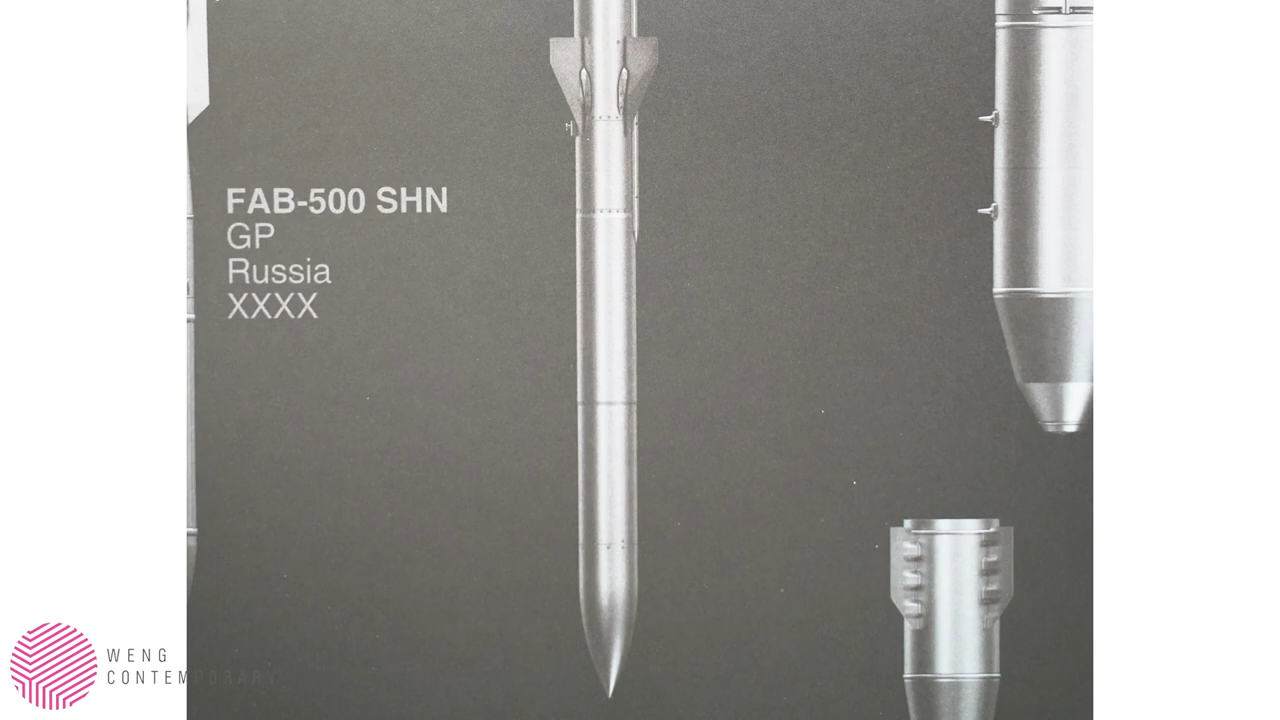 FAB-500 SHN
GP
Russia
XXXX
WENG
CONTEMPORARY